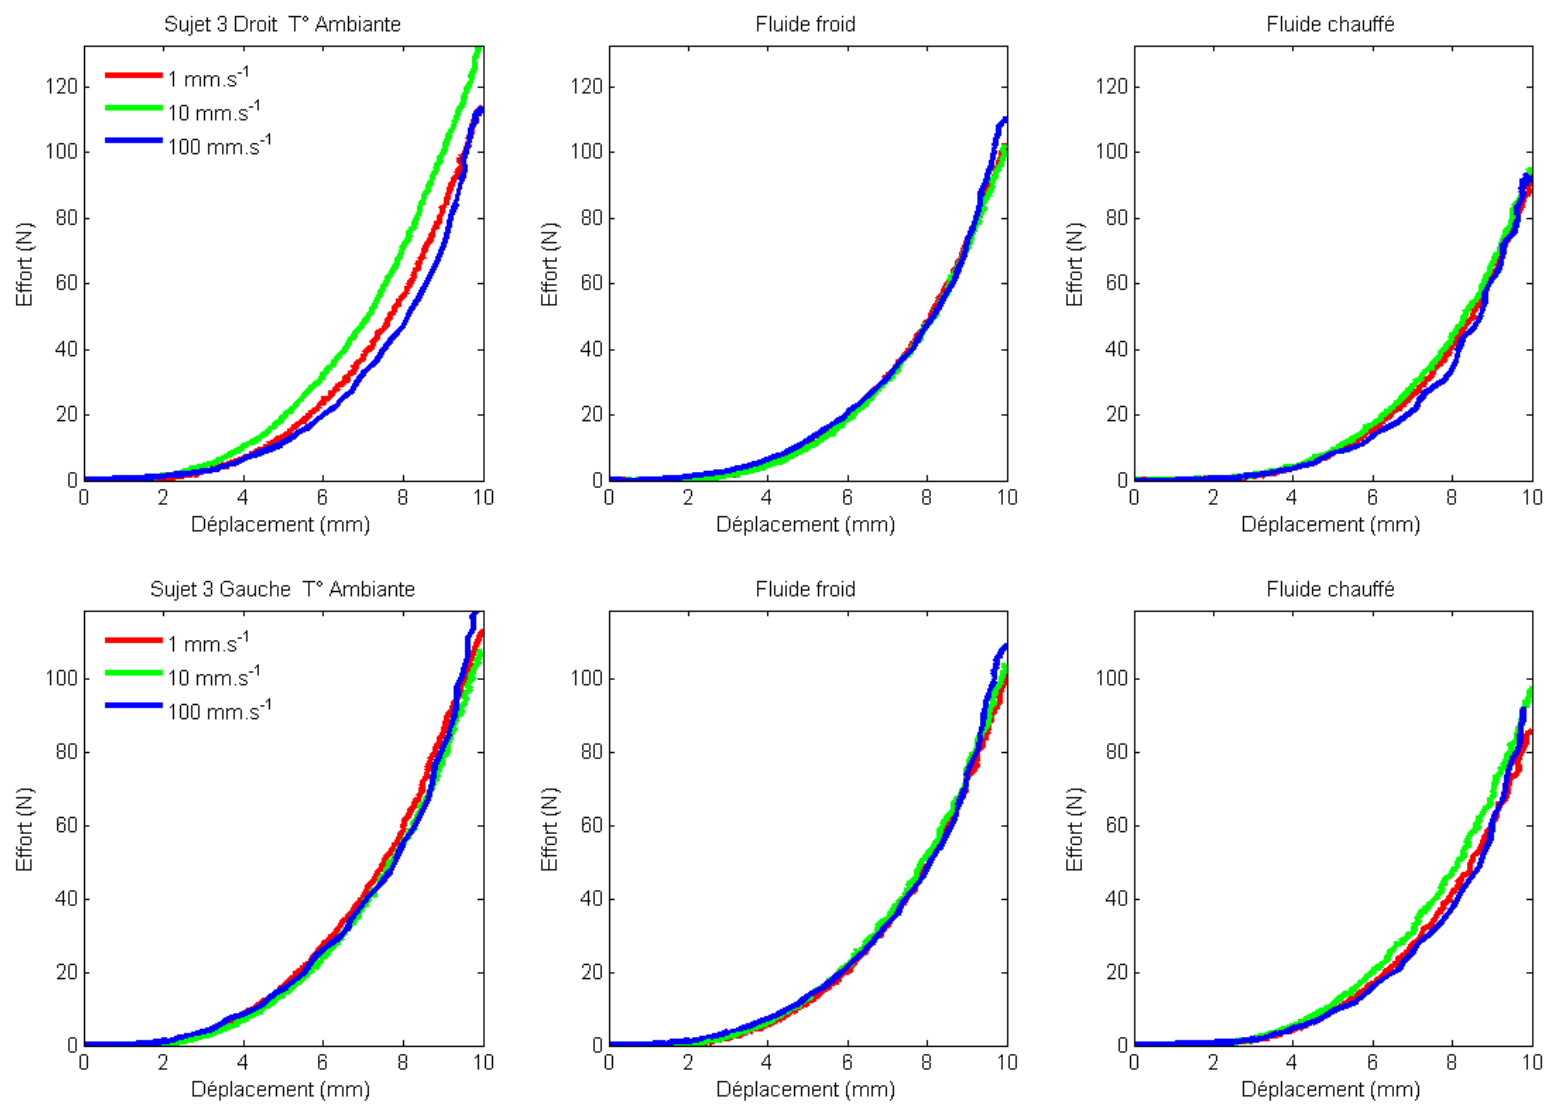 Sujet 3 Droit  T° Ambiante
Fluide froid
Fluide chauffé
120
100
80
60
40
20
0
Effort (N)
1 mm.s⁻¹
10 mm.s⁻¹
100 mm.s⁻¹
0 2 4 6 8 10
Déplacement (mm)
120
100
80
60
40
20
0
Effort (N)
0 2 4 6 8 10
Déplacement (mm)
120
100
80
60
40
20
0
Effort (N)
0 2 4 6 8 10
Déplacement (mm)
Sujet 3 Gauche  T° Ambiante
Fluide froid
Fluide chauffé
100
80
60
40
20
0
Effort (N)
1 mm.s⁻¹
10 mm.s⁻¹
100 mm.s⁻¹
0 2 4 6 8 10
Déplacement (mm)
100
80
60
40
20
0
Effort (N)
0 2 4 6 8 10
Déplacement (mm)
100
80
60
40
20
0
Effort (N)
0 2 4 6 8 10
Déplacement (mm)